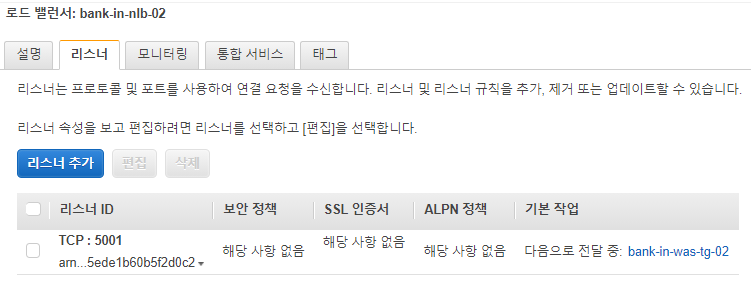 로드 밸런서: bank-in-nlb-02
설명 리스너 모니터링 통합 서비스 태그
리스너는 프로토콜 및 포트를 사용하여 연결 요청을 수신합니다. 리스너 및 리스너 규칙을 추가, 제거 또는 업데이트할 수 있습니다.
리스너 속성을 보고 편집하려면 리스너를 선택하고 [편집]을 선택합니다.
리스너 추가 편집 삭제
리스너 ID 보안 정책 SSL 인증서 ALPN 정책 기본 작업
TCP : 5001
arn...5ede1b60b5f2d0c2 해당 사항 없음 해당 사항 없음 해당 사항 없음 다음으로 전달 중: bank-in-was-tg-02